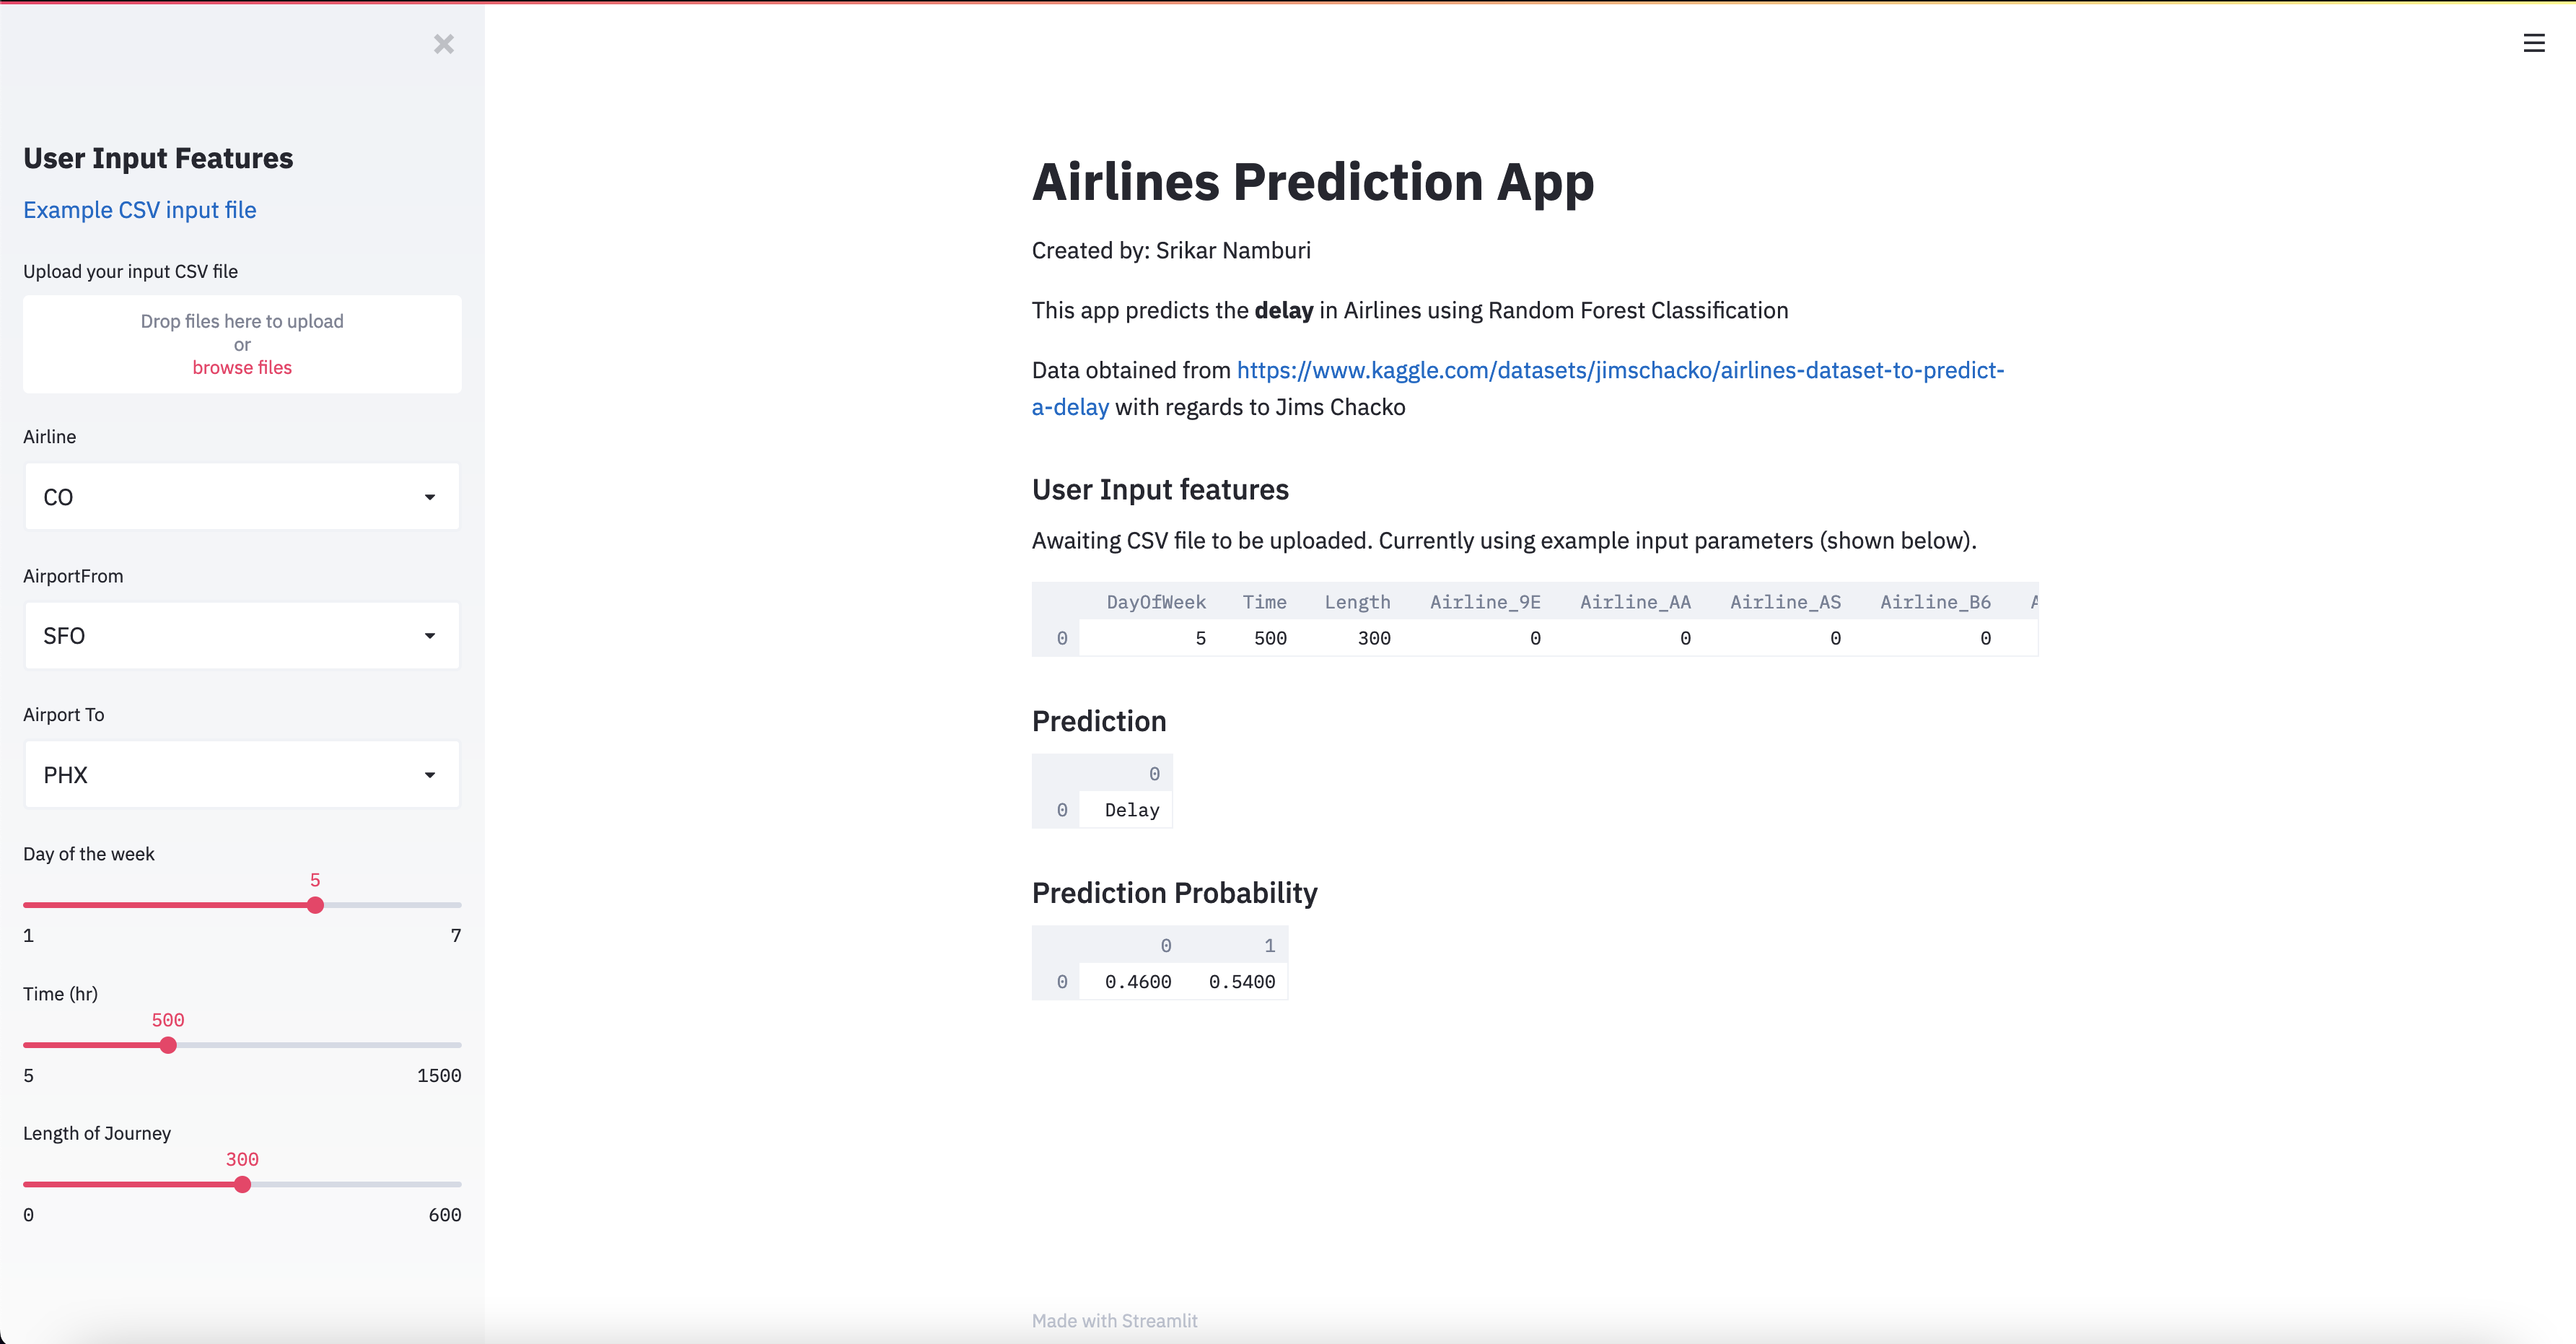 User Input Features
Example CSV input file
Upload your input CSV file
Drop files here to upload
or
browse files
Airline
CO
AirportFrom
SFO
Airport To
PHX
Day of the week
5
1 7
Time (hr)
500
5 1500
Length of Journey
300
0 600
Airlines Prediction App
Created by: Srikar Namburi
This app predicts the delay in Airlines using Random Forest Classification
Data obtained from https://www.kaggle.com/datasets/jimschacko/airlines-dataset-to-predict-
a-delay with regards to Jims Chacko
User Input features
Awaiting CSV file to be uploaded. Currently using example input parameters (shown below).
DayOfWeek Time Length Airline_9E Airline_AA Airline_AS Airline_B6 A
0 5 500 300 0 0 0 0
Prediction
0
0 Delay
Prediction Probability
0 1
0 0.4600 0.5400
Made with Streamlit